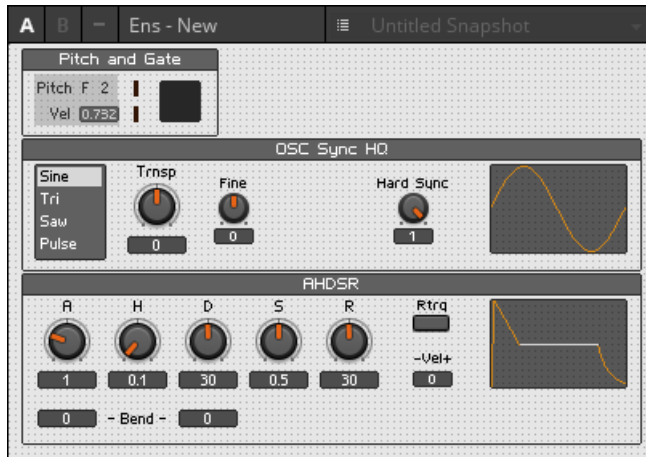 A B – Ens - New Untitled Snapshot
Pitch and Gate
Pitch F 2
Vel 0.732
OSC Sync HQ
Sine
Tri
Saw
Pulse
Trnsp
0
Fine
0
Hard Sync
1
AHDSR
A H D S R Rtrg
1 0.1 30 0.5 30
-Vel+
0
0 - Bend - 0